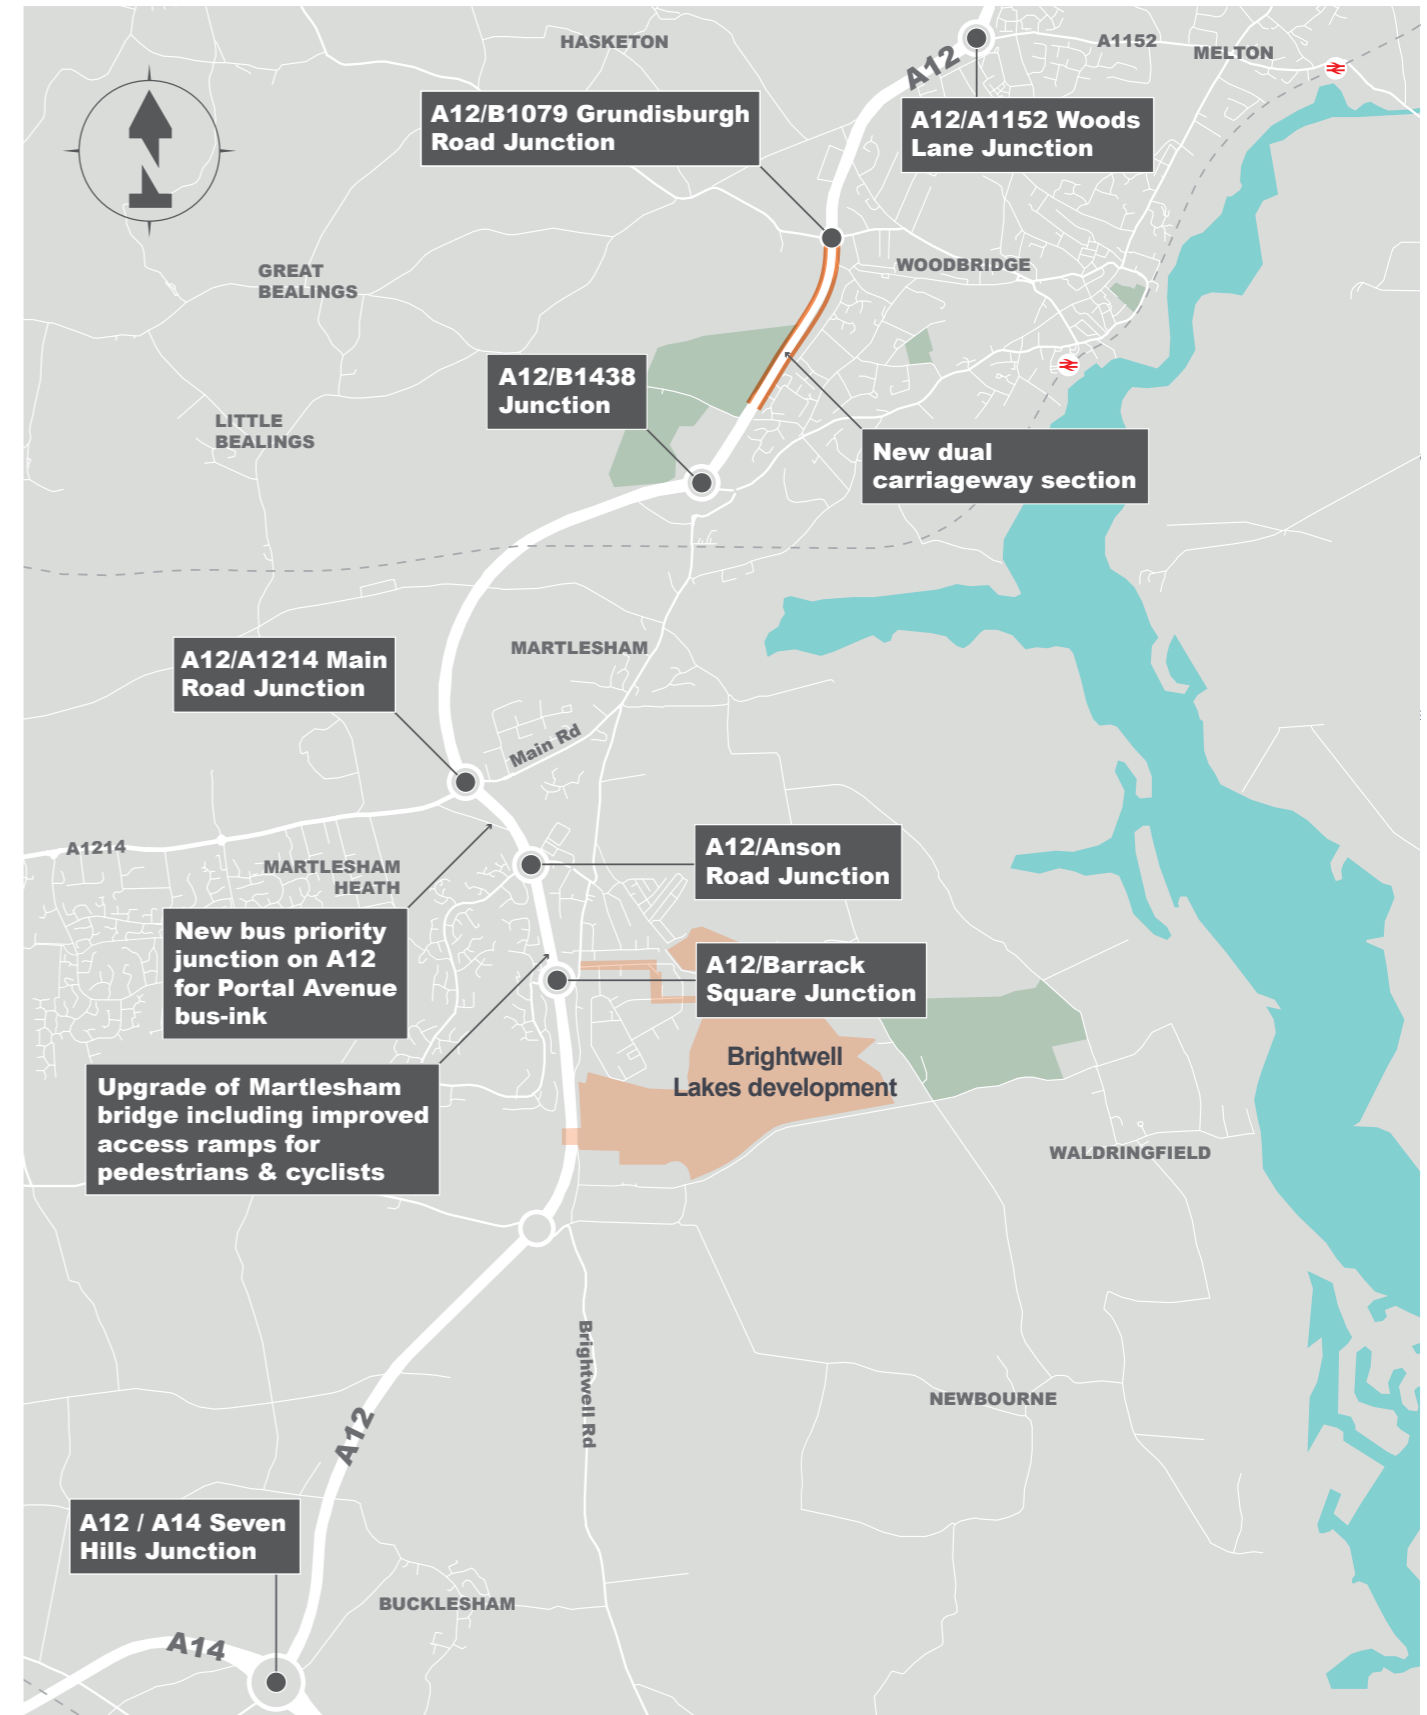 HASKETON
A12
A1152
MELTON
A12/B1079 Grundisburgh
Road Junction
A12/A1152 Woods
Lane Junction
N
GREAT
BEALINGS
WOODBRIDGE
A12/B1438
Junction
LITTLE
BEALINGS
New dual
carriageway section
MARTLESHAM
A12/A1214 Main
Road Junction
Main Rd
A1214
MARTLESHAM
HEATH
A12/Anson
Road Junction
New bus priority
junction on A12
for Portal Avenue
bus-ink
A12/Barrack
Square Junction
Brightwell
Lakes development
Upgrade of Martlesham
bridge including improved
access ramps for
pedestrians & cyclists
WALDRINGFIELD
Brightwell Rd
NEWBOURNE
A12
A12 / A14 Seven
Hills Junction
BUCKLESHAM
A14